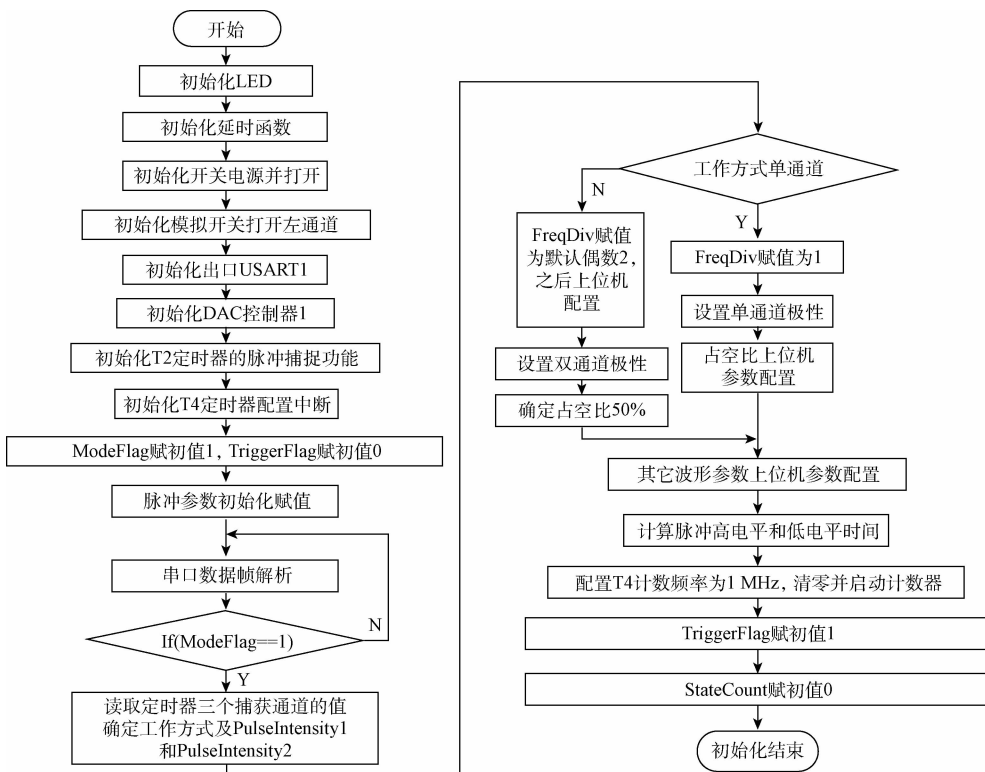 开始
初始化LED
初始化延时函数
初始化开关电源并打开
初始化模拟开关打开左通道
初始化出口USART1
初始化DAC控制器1
初始化T2定时器的脉冲捕捉功能
初始化T4定时器配置中断
ModeFlag赋初值1，TriggerFlag赋初值0
脉冲参数初始化赋值
串口数据帧解析
If(ModeFlag==1)
N
Y
读取定时器三个捕获通道的值
确定工作方式及PulseIntensity1
和PulseIntensity2
工作方式单通道
N
Y
FreqDiv赋值
为默认偶数2，
之后上位机
配置
设置双通道极性
确定占空比50%
FreqDiv赋值为1
设置单通道极性
占空比上位机
参数配置
其它波形参数上位机参数配置
计算脉冲高电平和低电平时间
配置T4计数频率为1 MHz，清零并启动计数器
TriggerFlag赋初值1
StateCount赋初值0
初始化结束